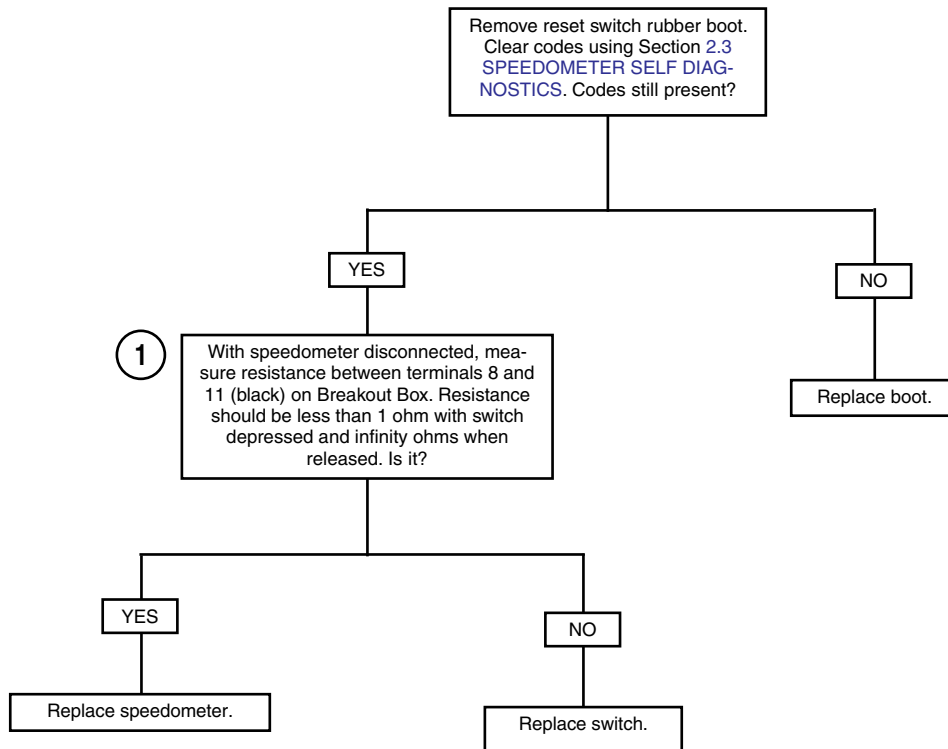 Remove reset switch rubber boot.
Clear codes using Section 2.3
SPEEDOMETER SELF DIAG-
NOSTICS. Codes still present?
YES
NO
1
With speedometer disconnected, mea-
sure resistance between terminals 8 and
11 (black) on Breakout Box. Resistance
should be less than 1 ohm with switch
depressed and infinity ohms when
released. Is it?
Replace boot.
YES
NO
Replace speedometer.
Replace switch.